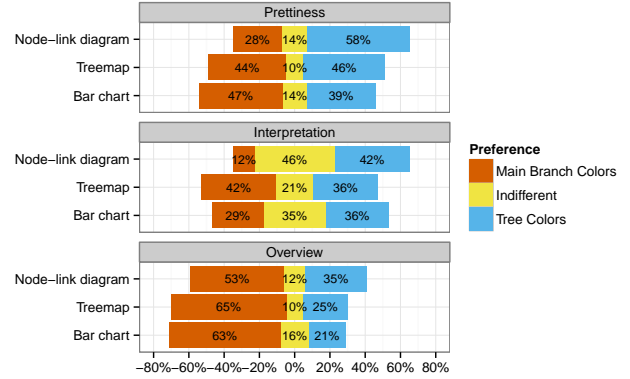 Prettiness
Node−link diagram 28% 14% 58%
Treemap 44% 10% 46%
Bar chart 47% 14% 39%
Interpretation
Node−link diagram 12% 46% 42%
Treemap 42% 21% 36%
Bar chart 29% 35% 36%
Preference
Main Branch Colors
Indifferent
Tree Colors
Overview
Node−link diagram 53% 12% 35%
Treemap 65% 10% 25%
Bar chart 63% 16% 21%
−80% −60% −40% −20% 0% 20% 40% 60% 80%